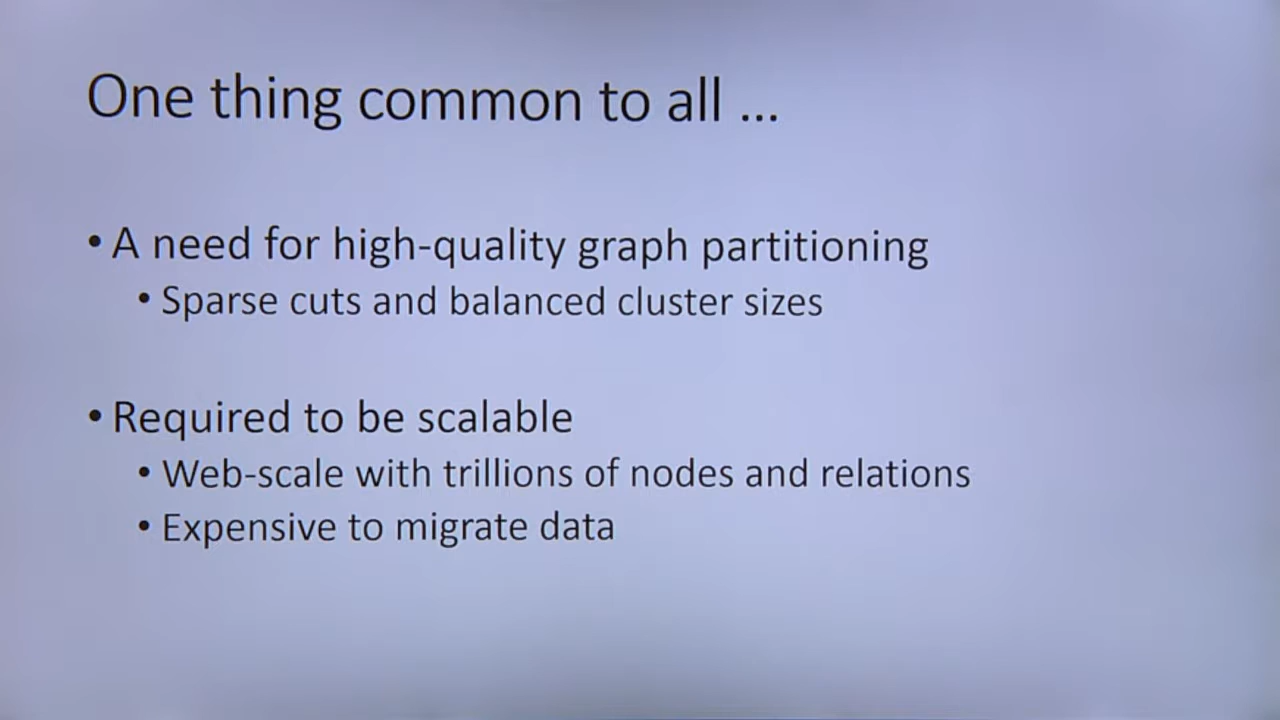 One thing common to all ...
• A need for high-quality graph partitioning
• Sparse cuts and balanced cluster sizes
• Required to be scalable
• Web-scale with trillions of nodes and relations
• Expensive to migrate data